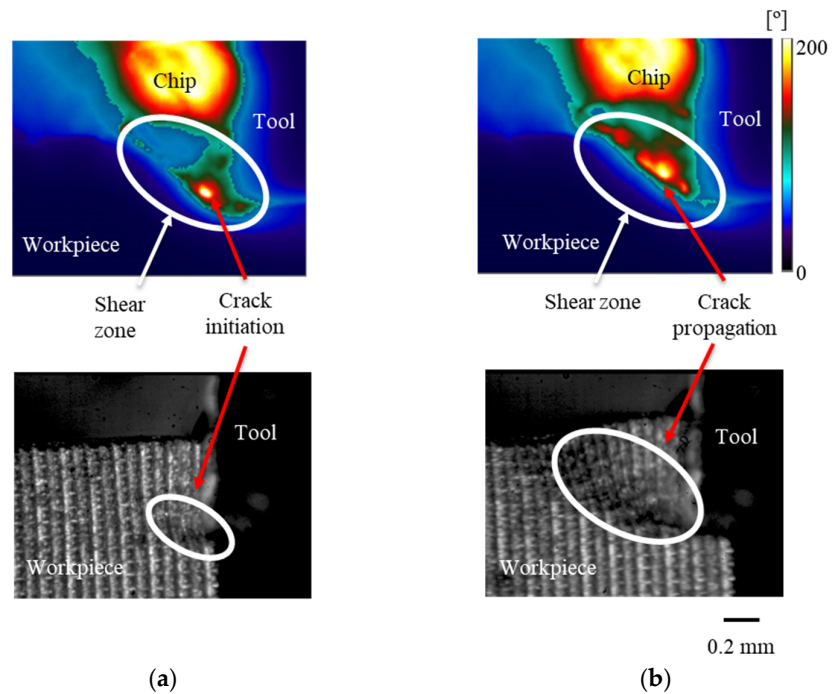 [º]
200
Chip
Tool
Workpiece
0
Shear
zone
Crack
initiation
Tool
Workpiece
(a)
Chip
Tool
Workpiece
Shear zone
Crack
propagation
Tool
Workpiece
0.2 mm
(b)